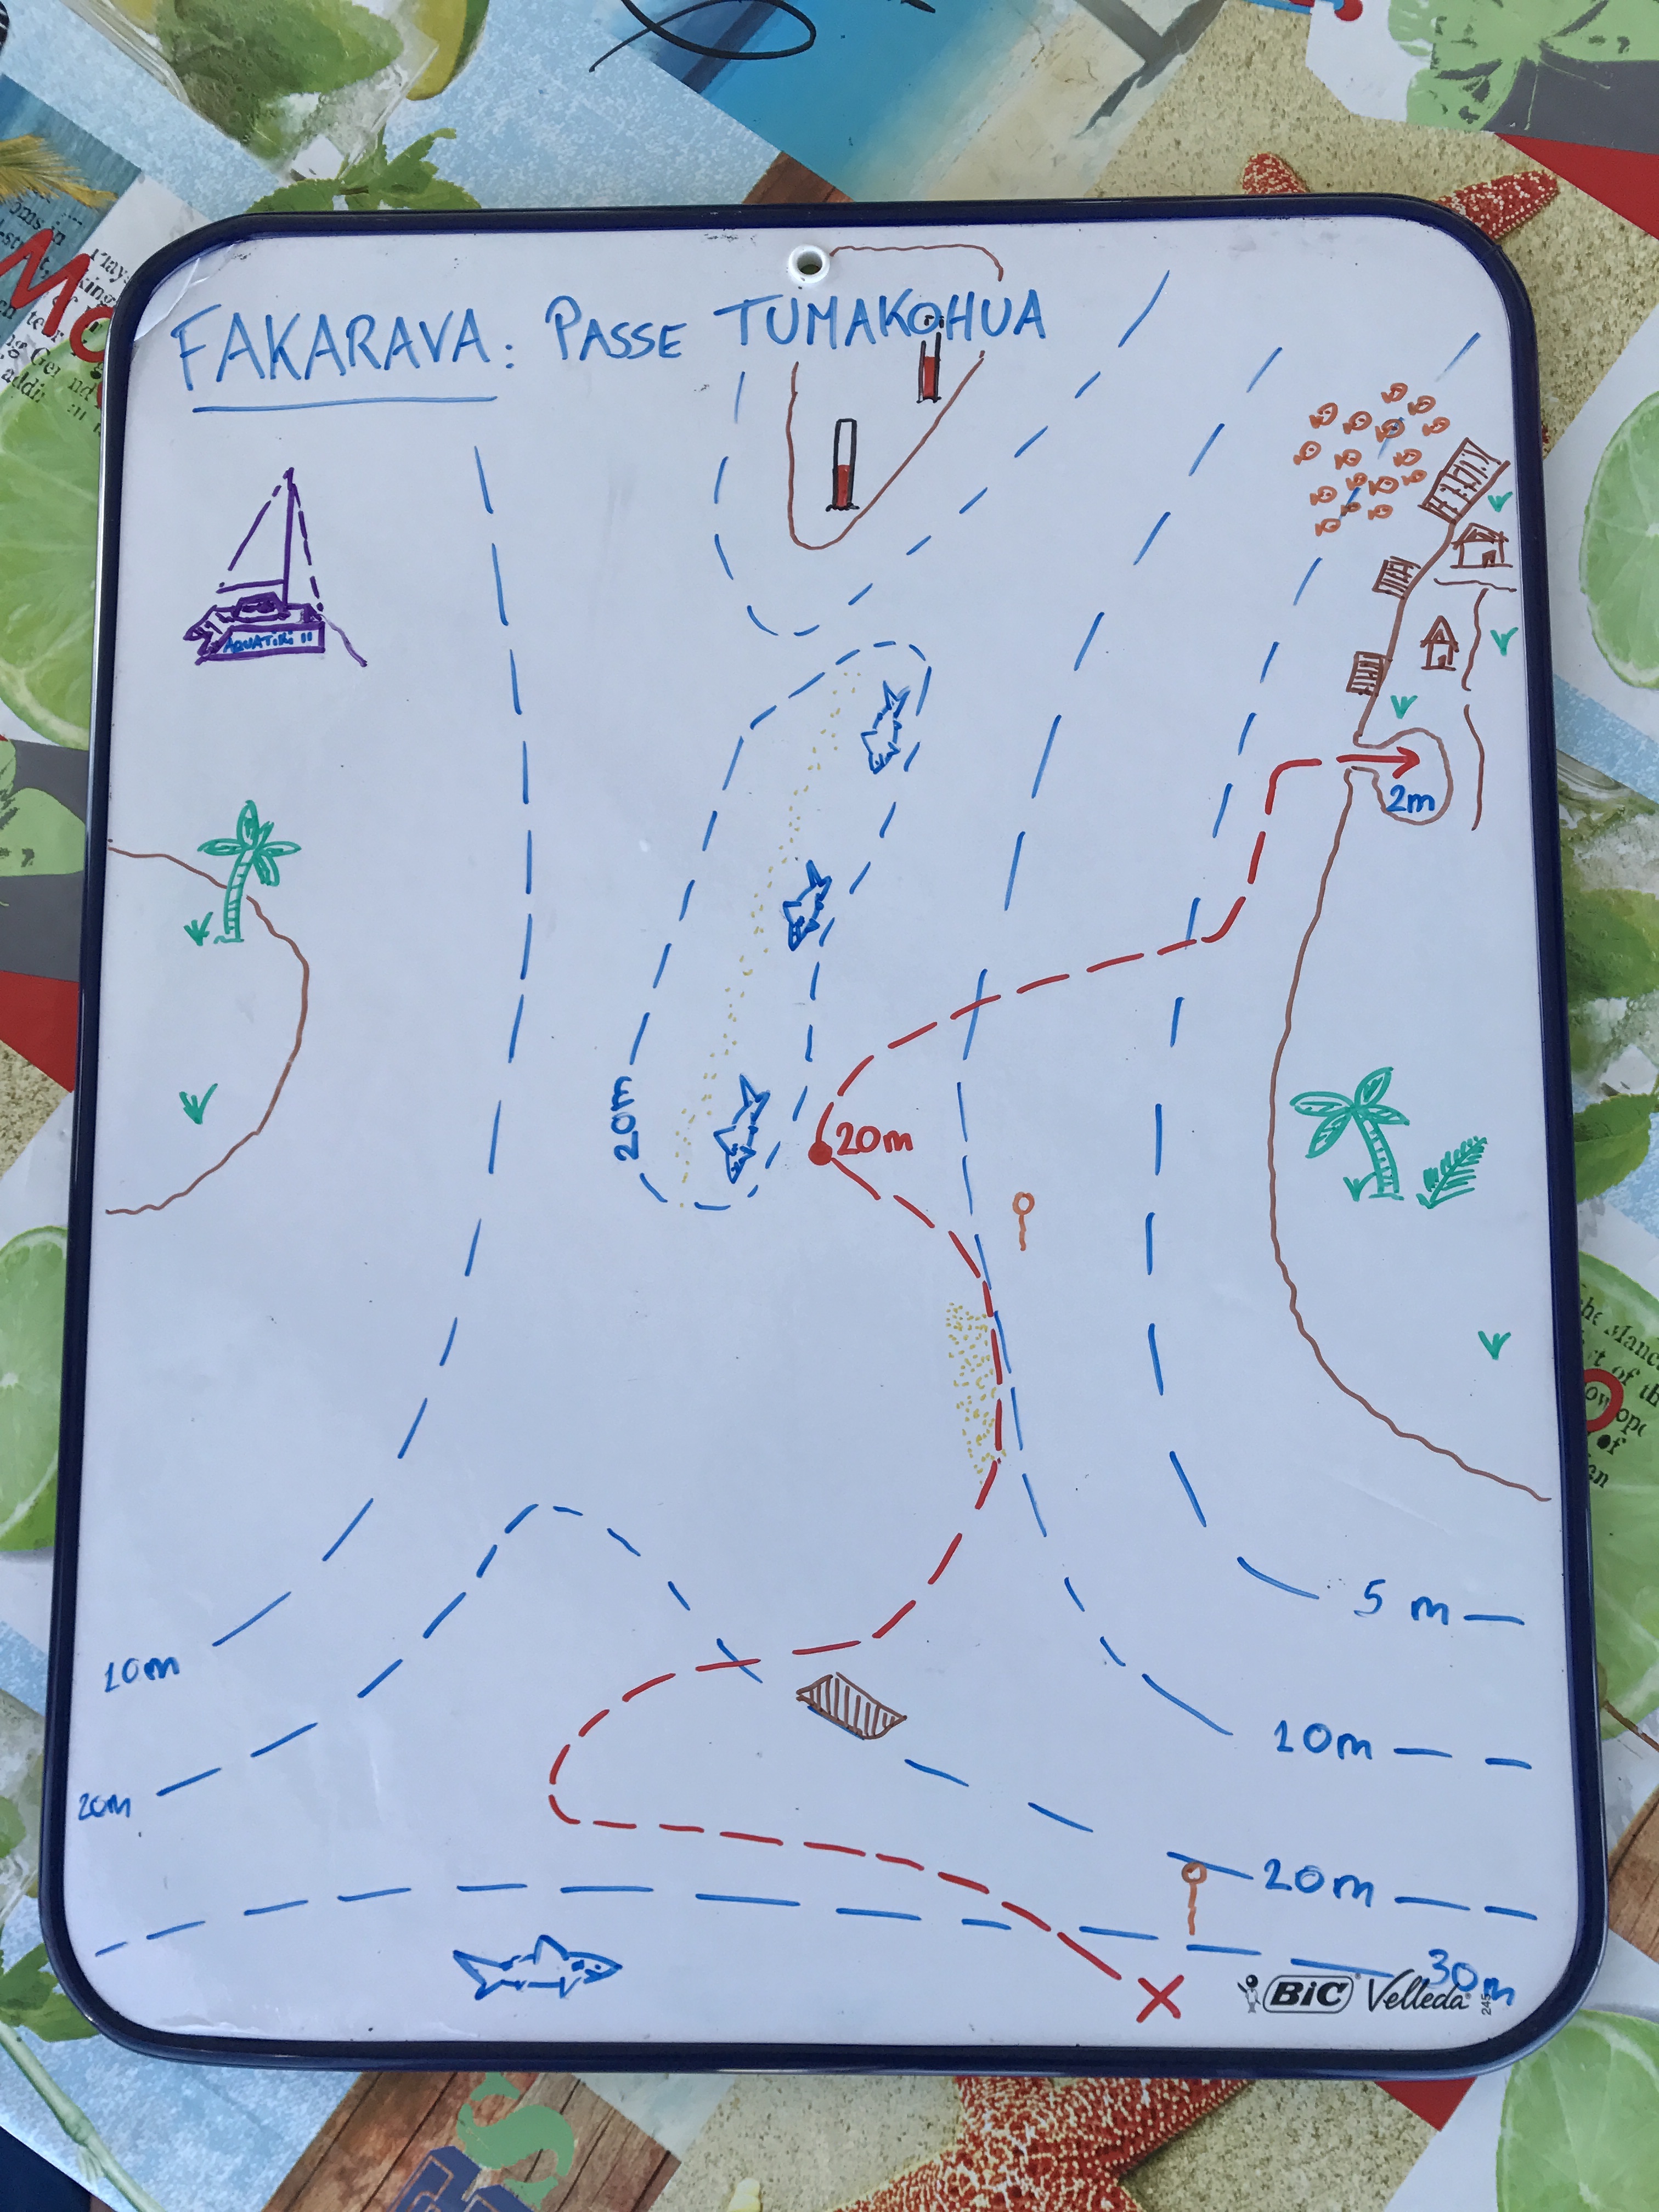 FAKARAVA: PASSE TUMAKOHUA
AQUATIKI II
2m
20m
20m
5 m
10m
10m
20m
20m
30m
BiC Velleda